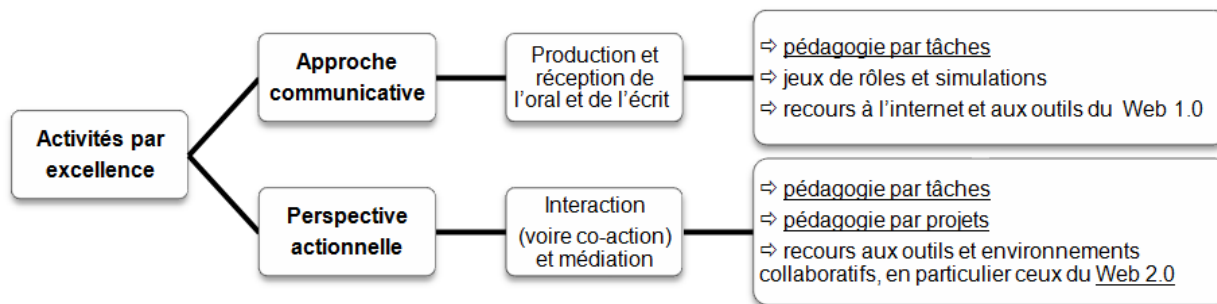 Activités par
excellence
Approche
communicative
Production et
réception de
l'oral et de l'écrit
⇨ pédagogie par tâches
⇨ jeux de rôles et simulations
⇨ recours à l'internet et aux outils du Web 1.0
Perspective
actionnelle
Interaction
(voire co-action)
et médiation
⇨ pédagogie par tâches
⇨ pédagogie par projets
⇨ recours aux outils et environnements
collaboratifs, en particulier ceux du Web 2.0